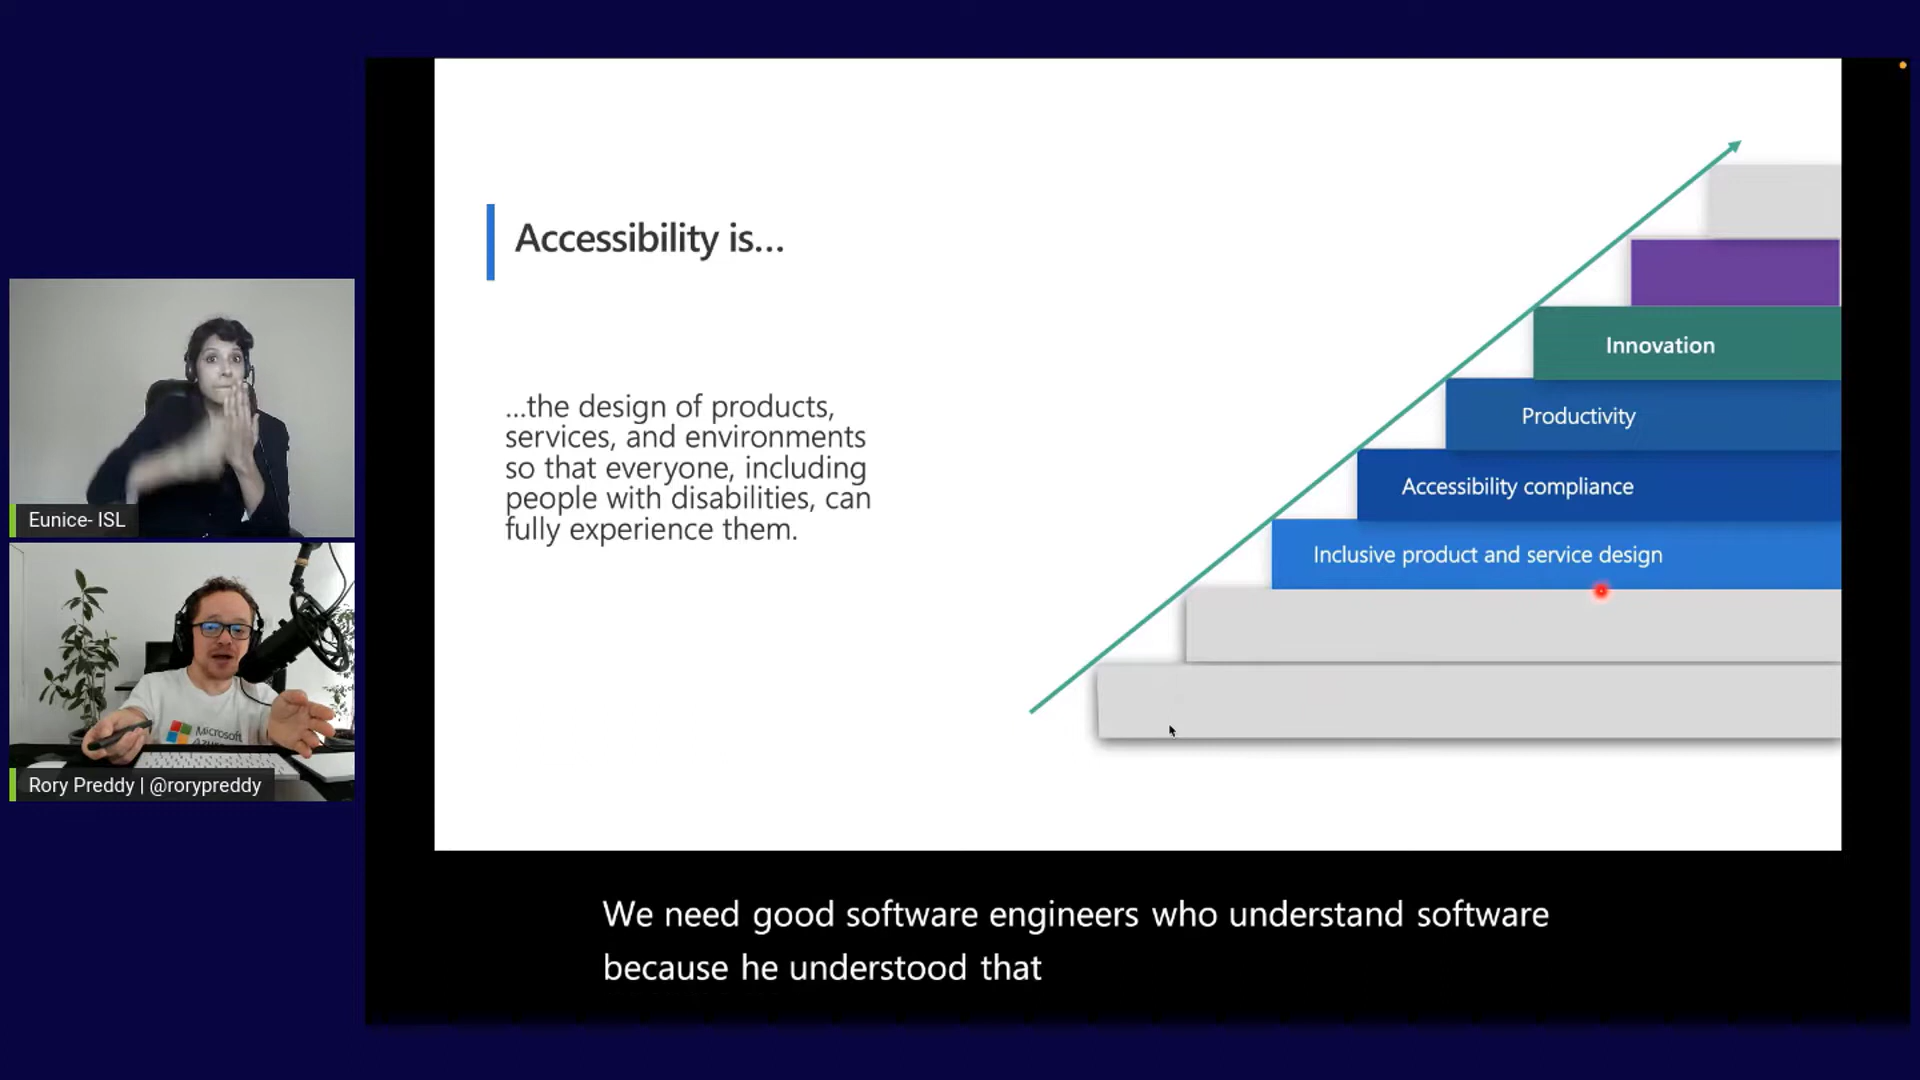 Accessibility is...
...the design of products,
services, and environments
so that everyone, including
people with disabilities, can
fully experience them.
Innovation
Productivity
Accessibility compliance
Inclusive product and service design
Eunice- ISL
Microsoft
Rory Preddy | @rorypreddy
We need good software engineers who understand software
because he understood that